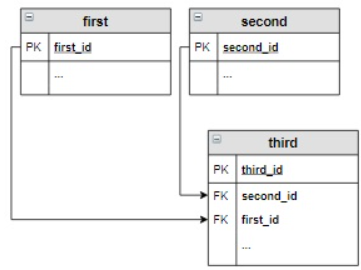 first
PK first_id
...
second
PK second_id
...
third
PK third_id
FK second_id
FK first_id
...